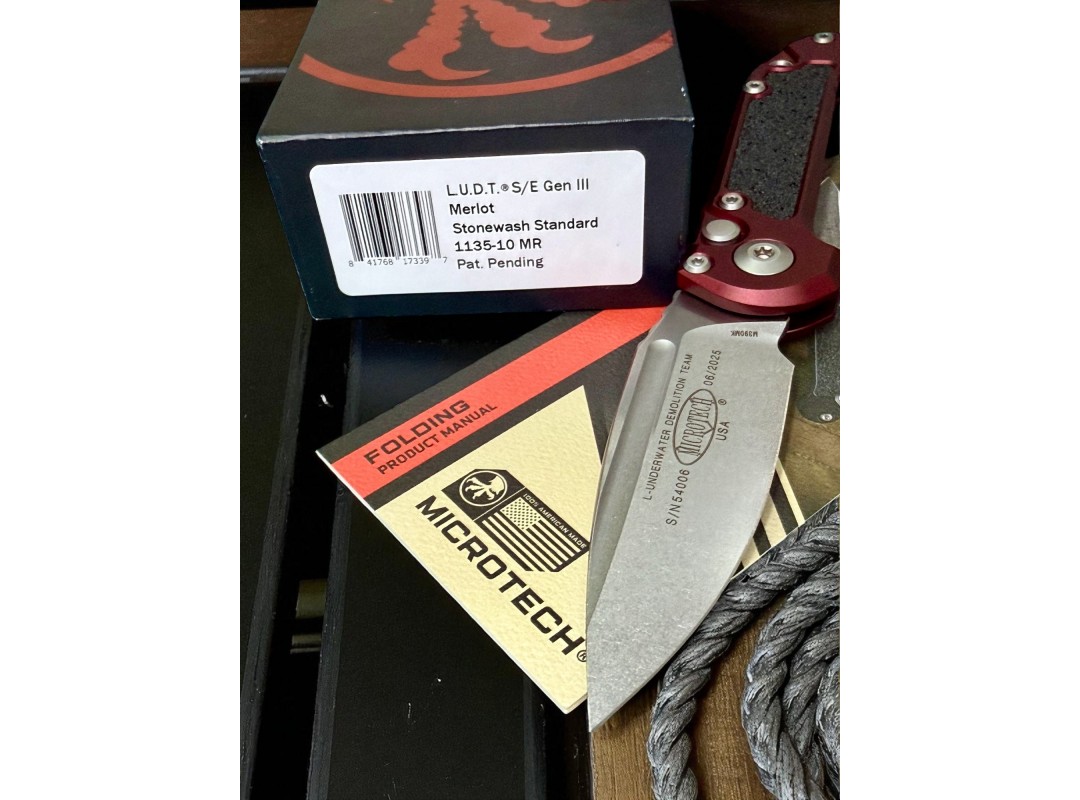 L.U.D.T.® S/E Gen III
Merlot
Stonewash Standard
1135-10 MR
Pat. Pending
8 41768 17339 7
FOLDING
PRODUCT MANUAL
100% AMERICAN MADE
MICROTECH®
M390MK
L-UNDERWATER DEMOLITION TEAM
MICROTECH®
USA
06/2025
S/N54006